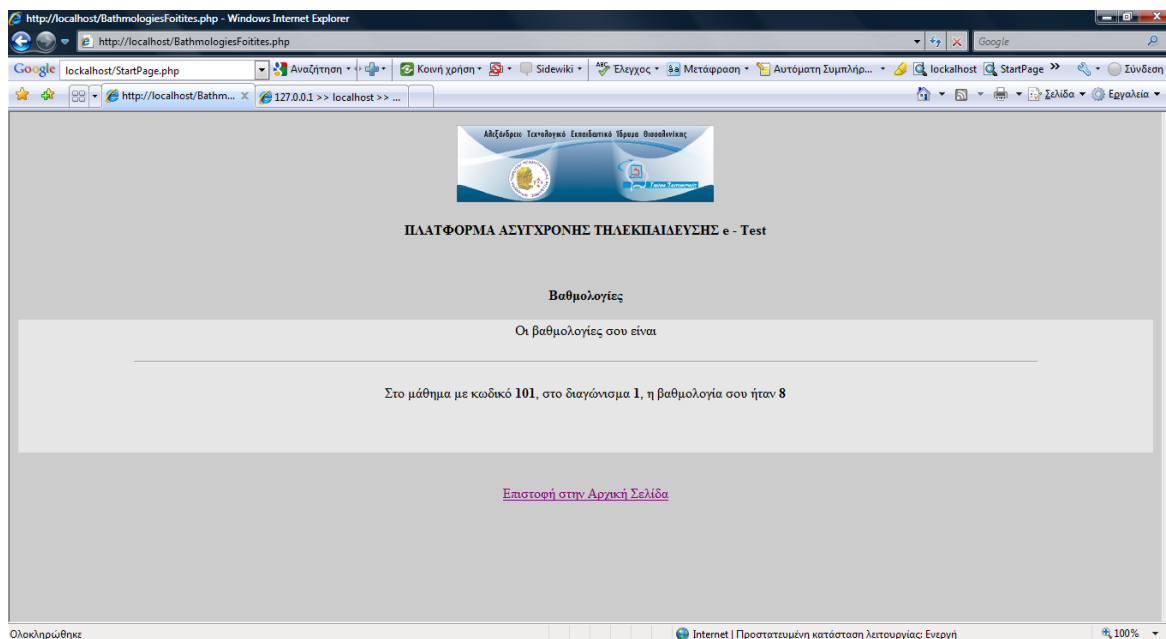 http://localhost/BathmologiesFoitites.php - Windows Internet Explorer
http://localhost/BathmologiesFoitites.php
Google
Google lockalhost/StartPage.php Αναζήτηση Κοινή χρήση Sidewiki Έλεγχος Μετάφραση Αυτόματη Συμπλήρ... lockalhost StartPage >> Σύνδεση
http://localhost/Bathm... X 127.0.0.1 >> localhost >> ... Σελίδα Εργαλεία
Αλεξάνδρειο Τεχνολογικό Εκπαιδευτικό Ίδρυμα Θεσσαλονίκης
ΠΛΑΤΦΟΡΜΑ ΑΣΥΓΧΡΟΝΗΣ ΤΗΛΕΚΠΑΙΔΕΥΣΗΣ e - Test
Βαθμολογίες
Οι βαθμολογίες σου είναι
Στο μάθημα με κωδικό 101, στο διαγώνισμα 1, η βαθμολογία σου ήταν 8
Επιστοφή στην Αρχική Σελίδα
Ολοκληρώθηκε Internet | Προστατευμένη κατάσταση λειτουργίας: Ενεργή 100%